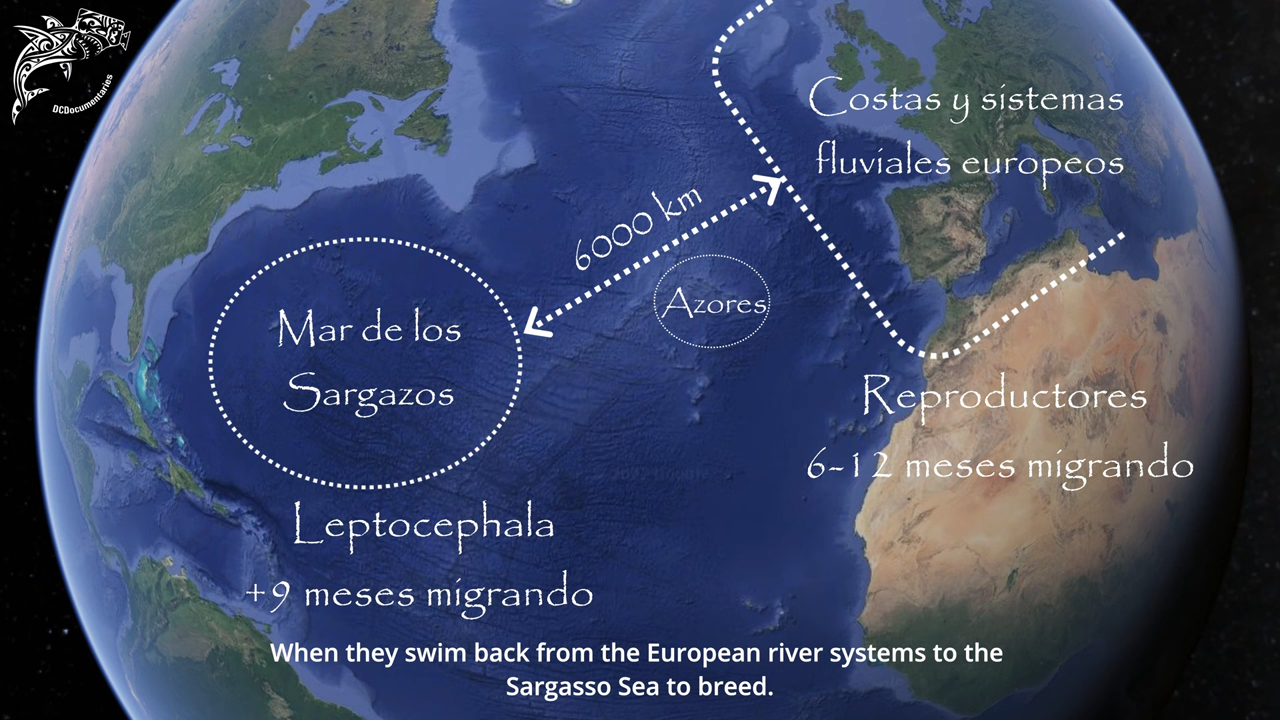 DCDocumentaries
Costas y sistemas
fluviales europeos
6000 km
Azores
Mar de los
Sargazos
Reproductores
6-12 meses migrando
Leptocephala
+9 meses migrando
When they swim back from the European river systems to the
Sargasso Sea to breed.